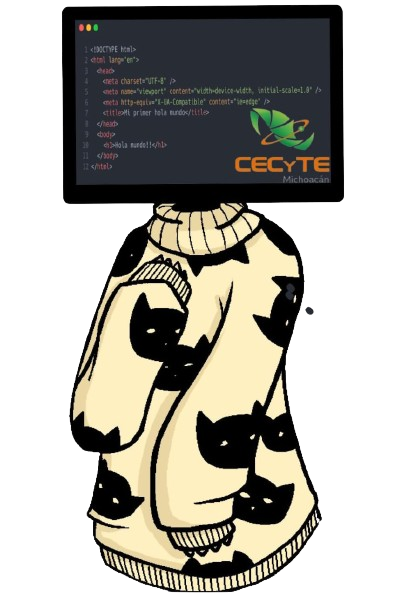 1 <!DOCTYPE html>
2 <html lang="en">
3 <head>
4 <meta charset="UTF-8" />
5 <meta name="viewport" content="width=device-width, initial-scale=1.0" />
6 <meta http-equiv="X-UA-Compatible" content="ie=edge" />
7 <title>Mi primer hola mundo</title>
8 </head>
9 <body>
10 <h1>Hola mundo!!</h1>
11 </body>
12 </html>
CECyTE
Michoacán